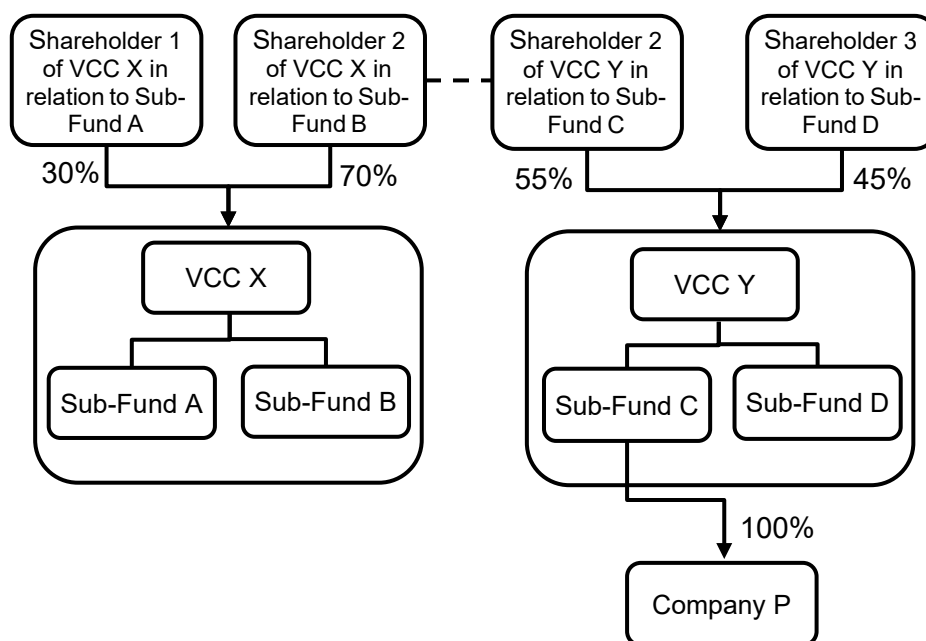 Shareholder 1
of VCC X in
relation to Sub-
Fund A
Shareholder 2
of VCC X in
relation to Sub-
Fund B
Shareholder 2
of VCC Y in
relation to Sub-
Fund C
Shareholder 3
of VCC Y in
relation to Sub-
Fund D
30%
70%
55%
45%
VCC X
VCC Y
Sub-Fund A
Sub-Fund B
Sub-Fund C
Sub-Fund D
100%
Company P